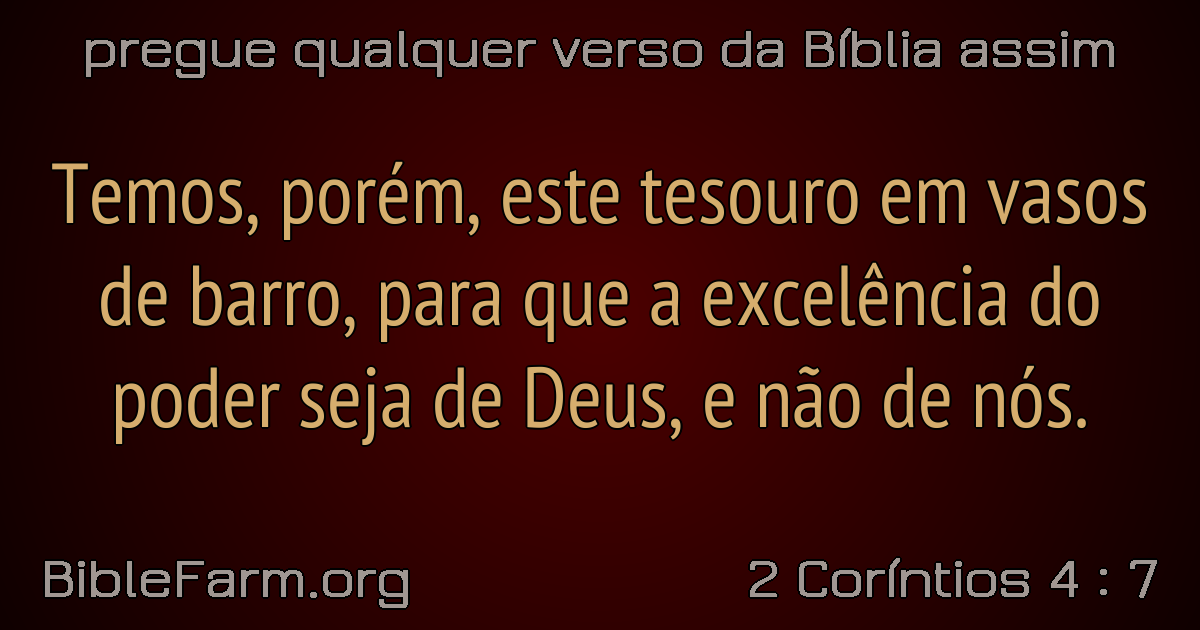 pregue qualquer verso da Bíblia assim
Temos, porém, este tesouro em vasos
de barro, para que a excelência do
poder seja de Deus, e não de nós.
BibleFarm.org
2 Coríntios 4 : 7